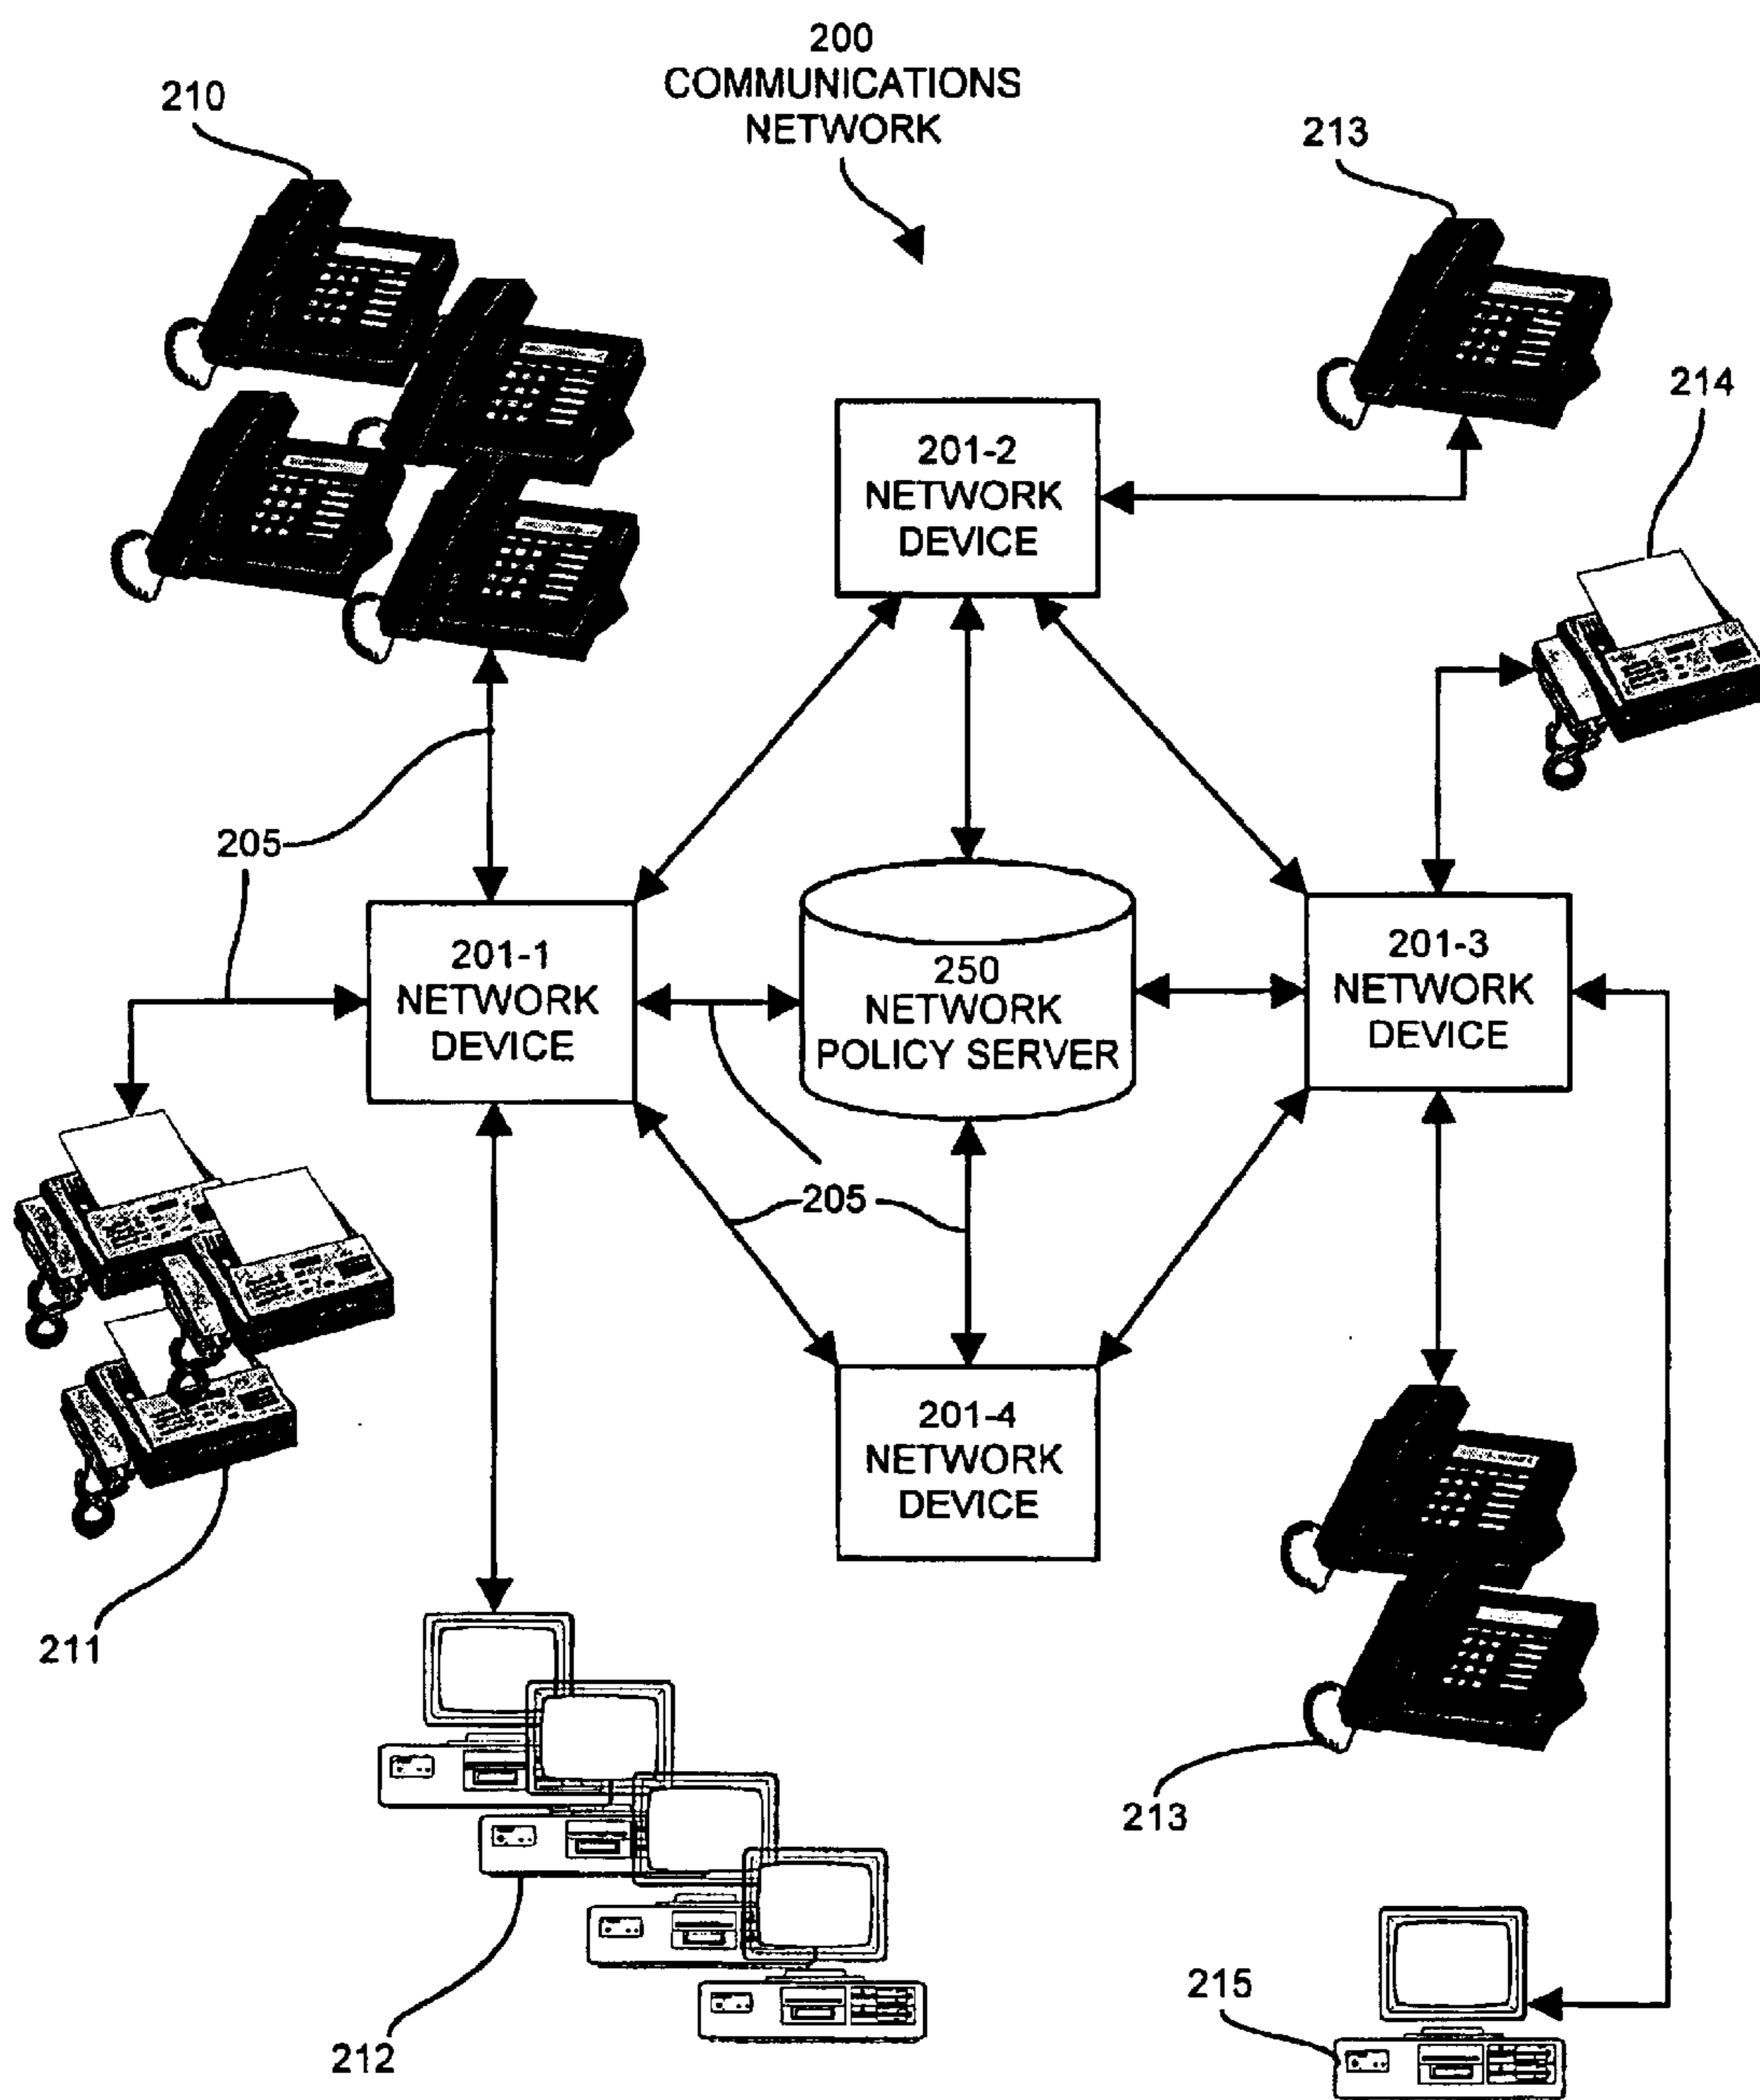 200
COMMUNICATIONS
NETWORK
210
213
214
201-2
NETWORK
DEVICE
205
201-1
NETWORK
DEVICE
250
NETWORK
POLICY SERVER
201-3
NETWORK
DEVICE
205
201-4
NETWORK
DEVICE
211
213
212
215